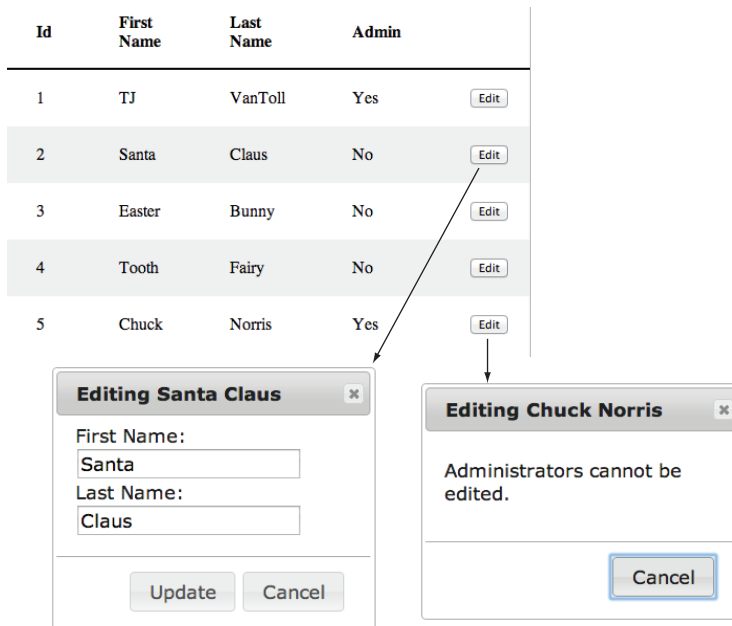 Id First Name Last Name Admin
1 TJ VanToll Yes Edit
2 Santa Claus No Edit
3 Easter Bunny No Edit
4 Tooth Fairy No Edit
5 Chuck Norris Yes Edit
Editing Santa Claus
First Name:
Santa
Last Name:
Claus
Update Cancel
Editing Chuck Norris
Administrators cannot be
edited.
Cancel